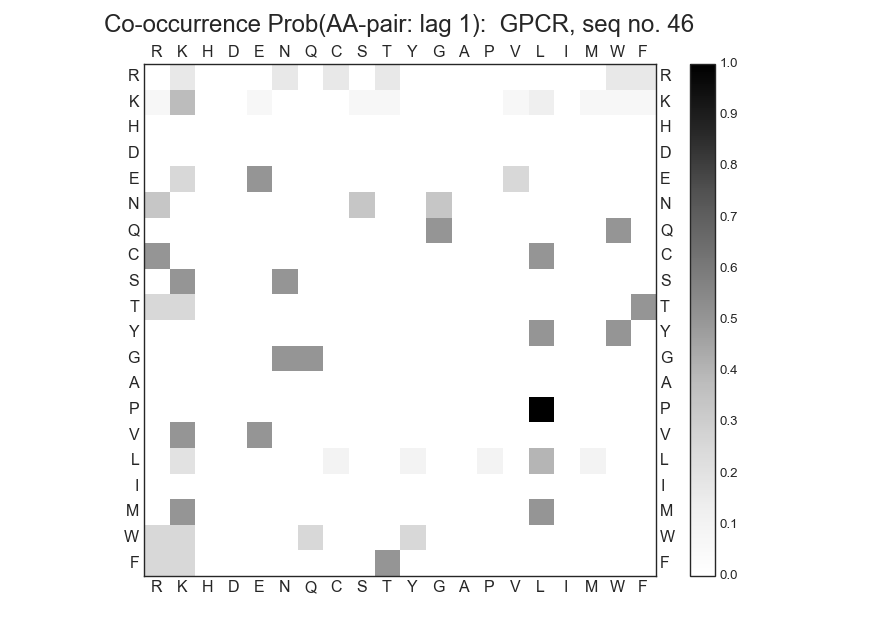 Co-occurrence Prob(AA-pair: lag 1):  GPCR, seq no. 46
R K H D E N Q C S T Y G A P V L I M W F
R R 1.0
K K 0.9
H H
D D 0.8
E E
N N 0.7
Q Q
C C 0.6
S S
T T 0.5
Y Y
G G 0.4
A A
P P 0.3
V V
L L 0.2
I I
M M 0.1
W W
F F 0.0
R K H D E N Q C S T Y G A P V L I M W F